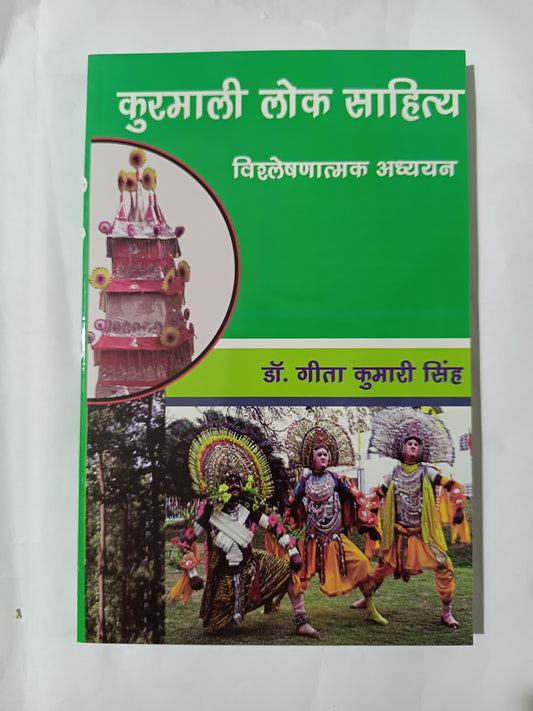 कुरमाली लोक साहित्य
विश्लेषणात्मक अध्ययन
डॉ. गीता कुमारी सिंह